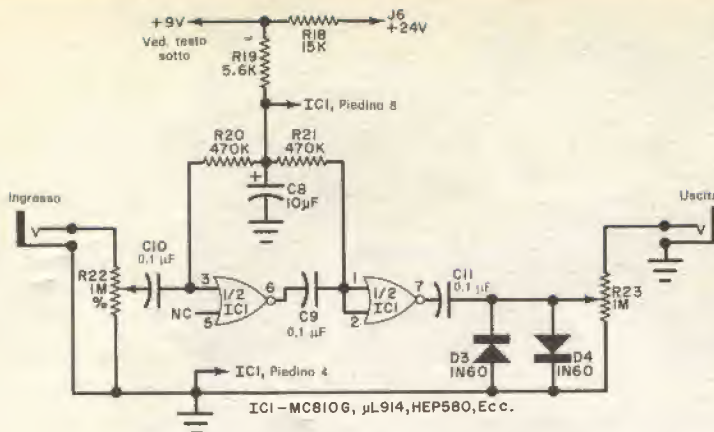 +9V
Ved. testo
sotto
R18
15K
J6
+24V
R19
5.6K
IC1, Piedino 8
R20
470K
R21
470K
+
C8
10µF
Ingresso
Uscita
V
V
R22
1M
%
C10
0,1 µF
3
1/2
IC1
6
NC
5
C9
0,1 µF
1
1/2
IC1
7
2
C11
0,1 µF
R23
1M
D3
IN60
D4
IN60
IC1, Piedino 4
IC1-MC810G, µL914, HEP580, Ecc.